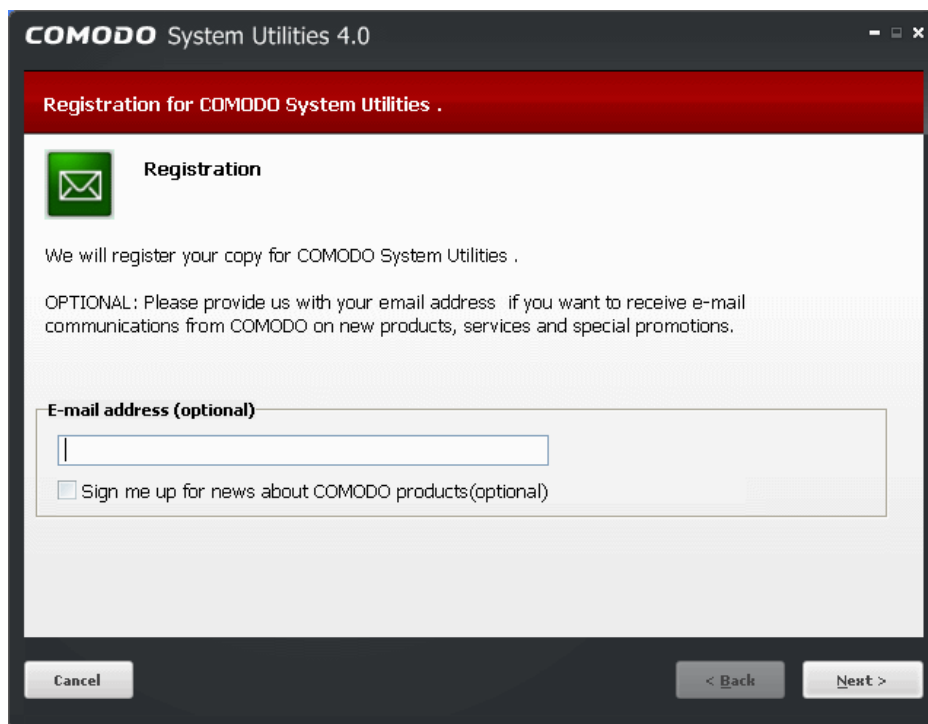 COMODO System Utilities 4.0
Registration for COMODO System Utilities .
Registration
We will register your copy for COMODO System Utilities .
OPTIONAL: Please provide us with your email address if you want to receive e-mail
communications from COMODO on new products, services and special promotions.
E-mail address (optional)
Sign me up for news about COMODO products(optional)
Cancel
< Back
Next >